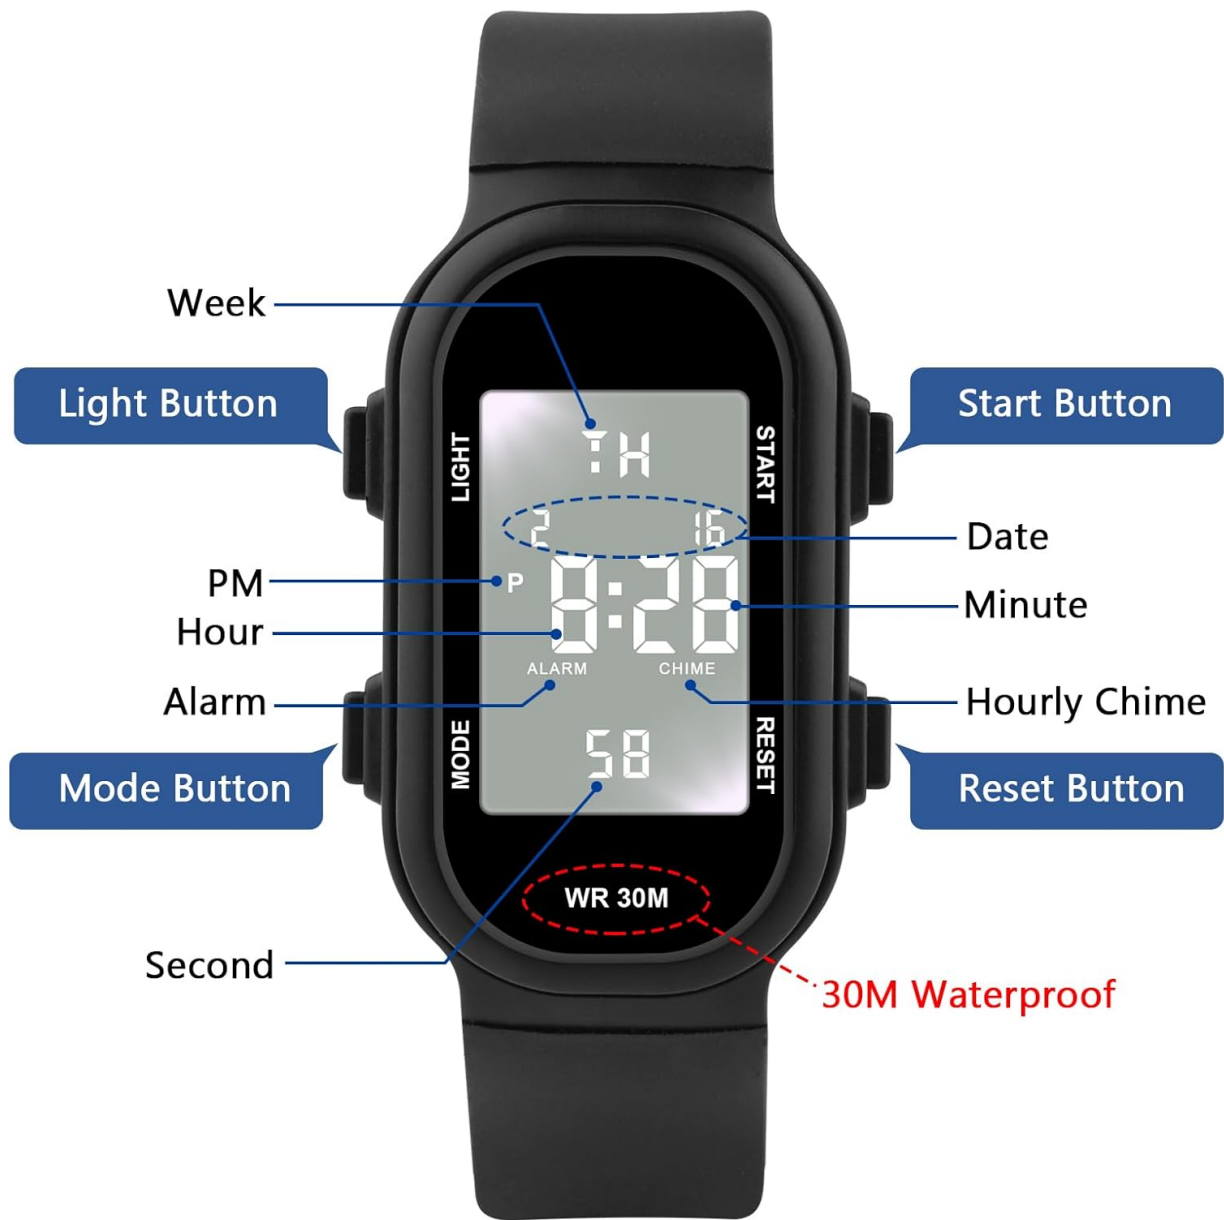 Week
Light Button
Start Button
LIGHT
START
TH
2 16
Date
PM
P
8:28
Minute
Hour
ALARM
CHIME
Alarm
Hourly Chime
MODE
RESET
Mode Button
58
Reset Button
WR 30M
Second
30M Waterproof